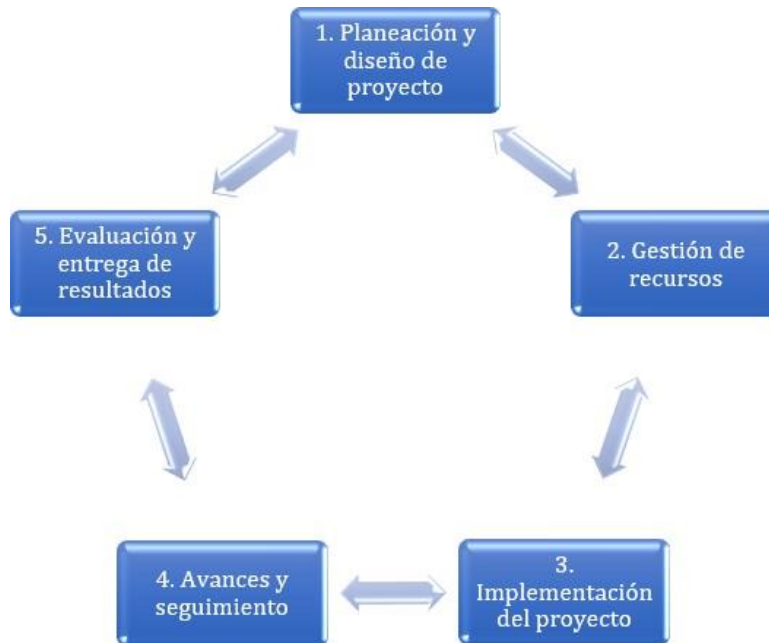 1. Planeación y
diseño de
proyecto
2. Gestión de
recursos
3.
Implementación
del proyecto
4. Avances y
seguimiento
5. Evaluación y
entrega de
resultados